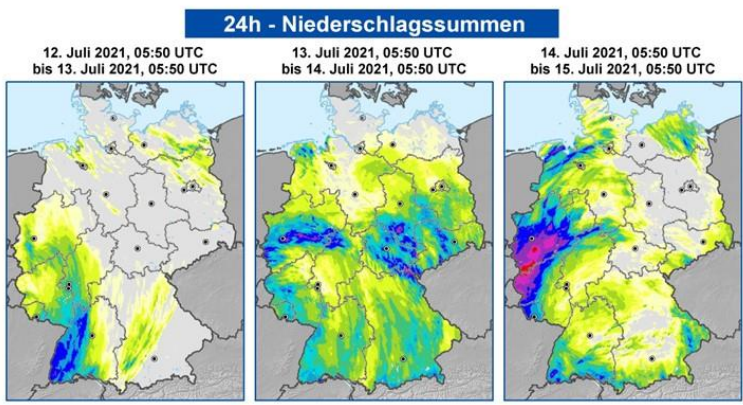 24h - Niederschlagssummen
12. Juli 2021, 05:50 UTC
bis 13. Juli 2021, 05:50 UTC
13. Juli 2021, 05:50 UTC
bis 14. Juli 2021, 05:50 UTC
14. Juli 2021, 05:50 UTC
bis 15. Juli 2021, 05:50 UTC